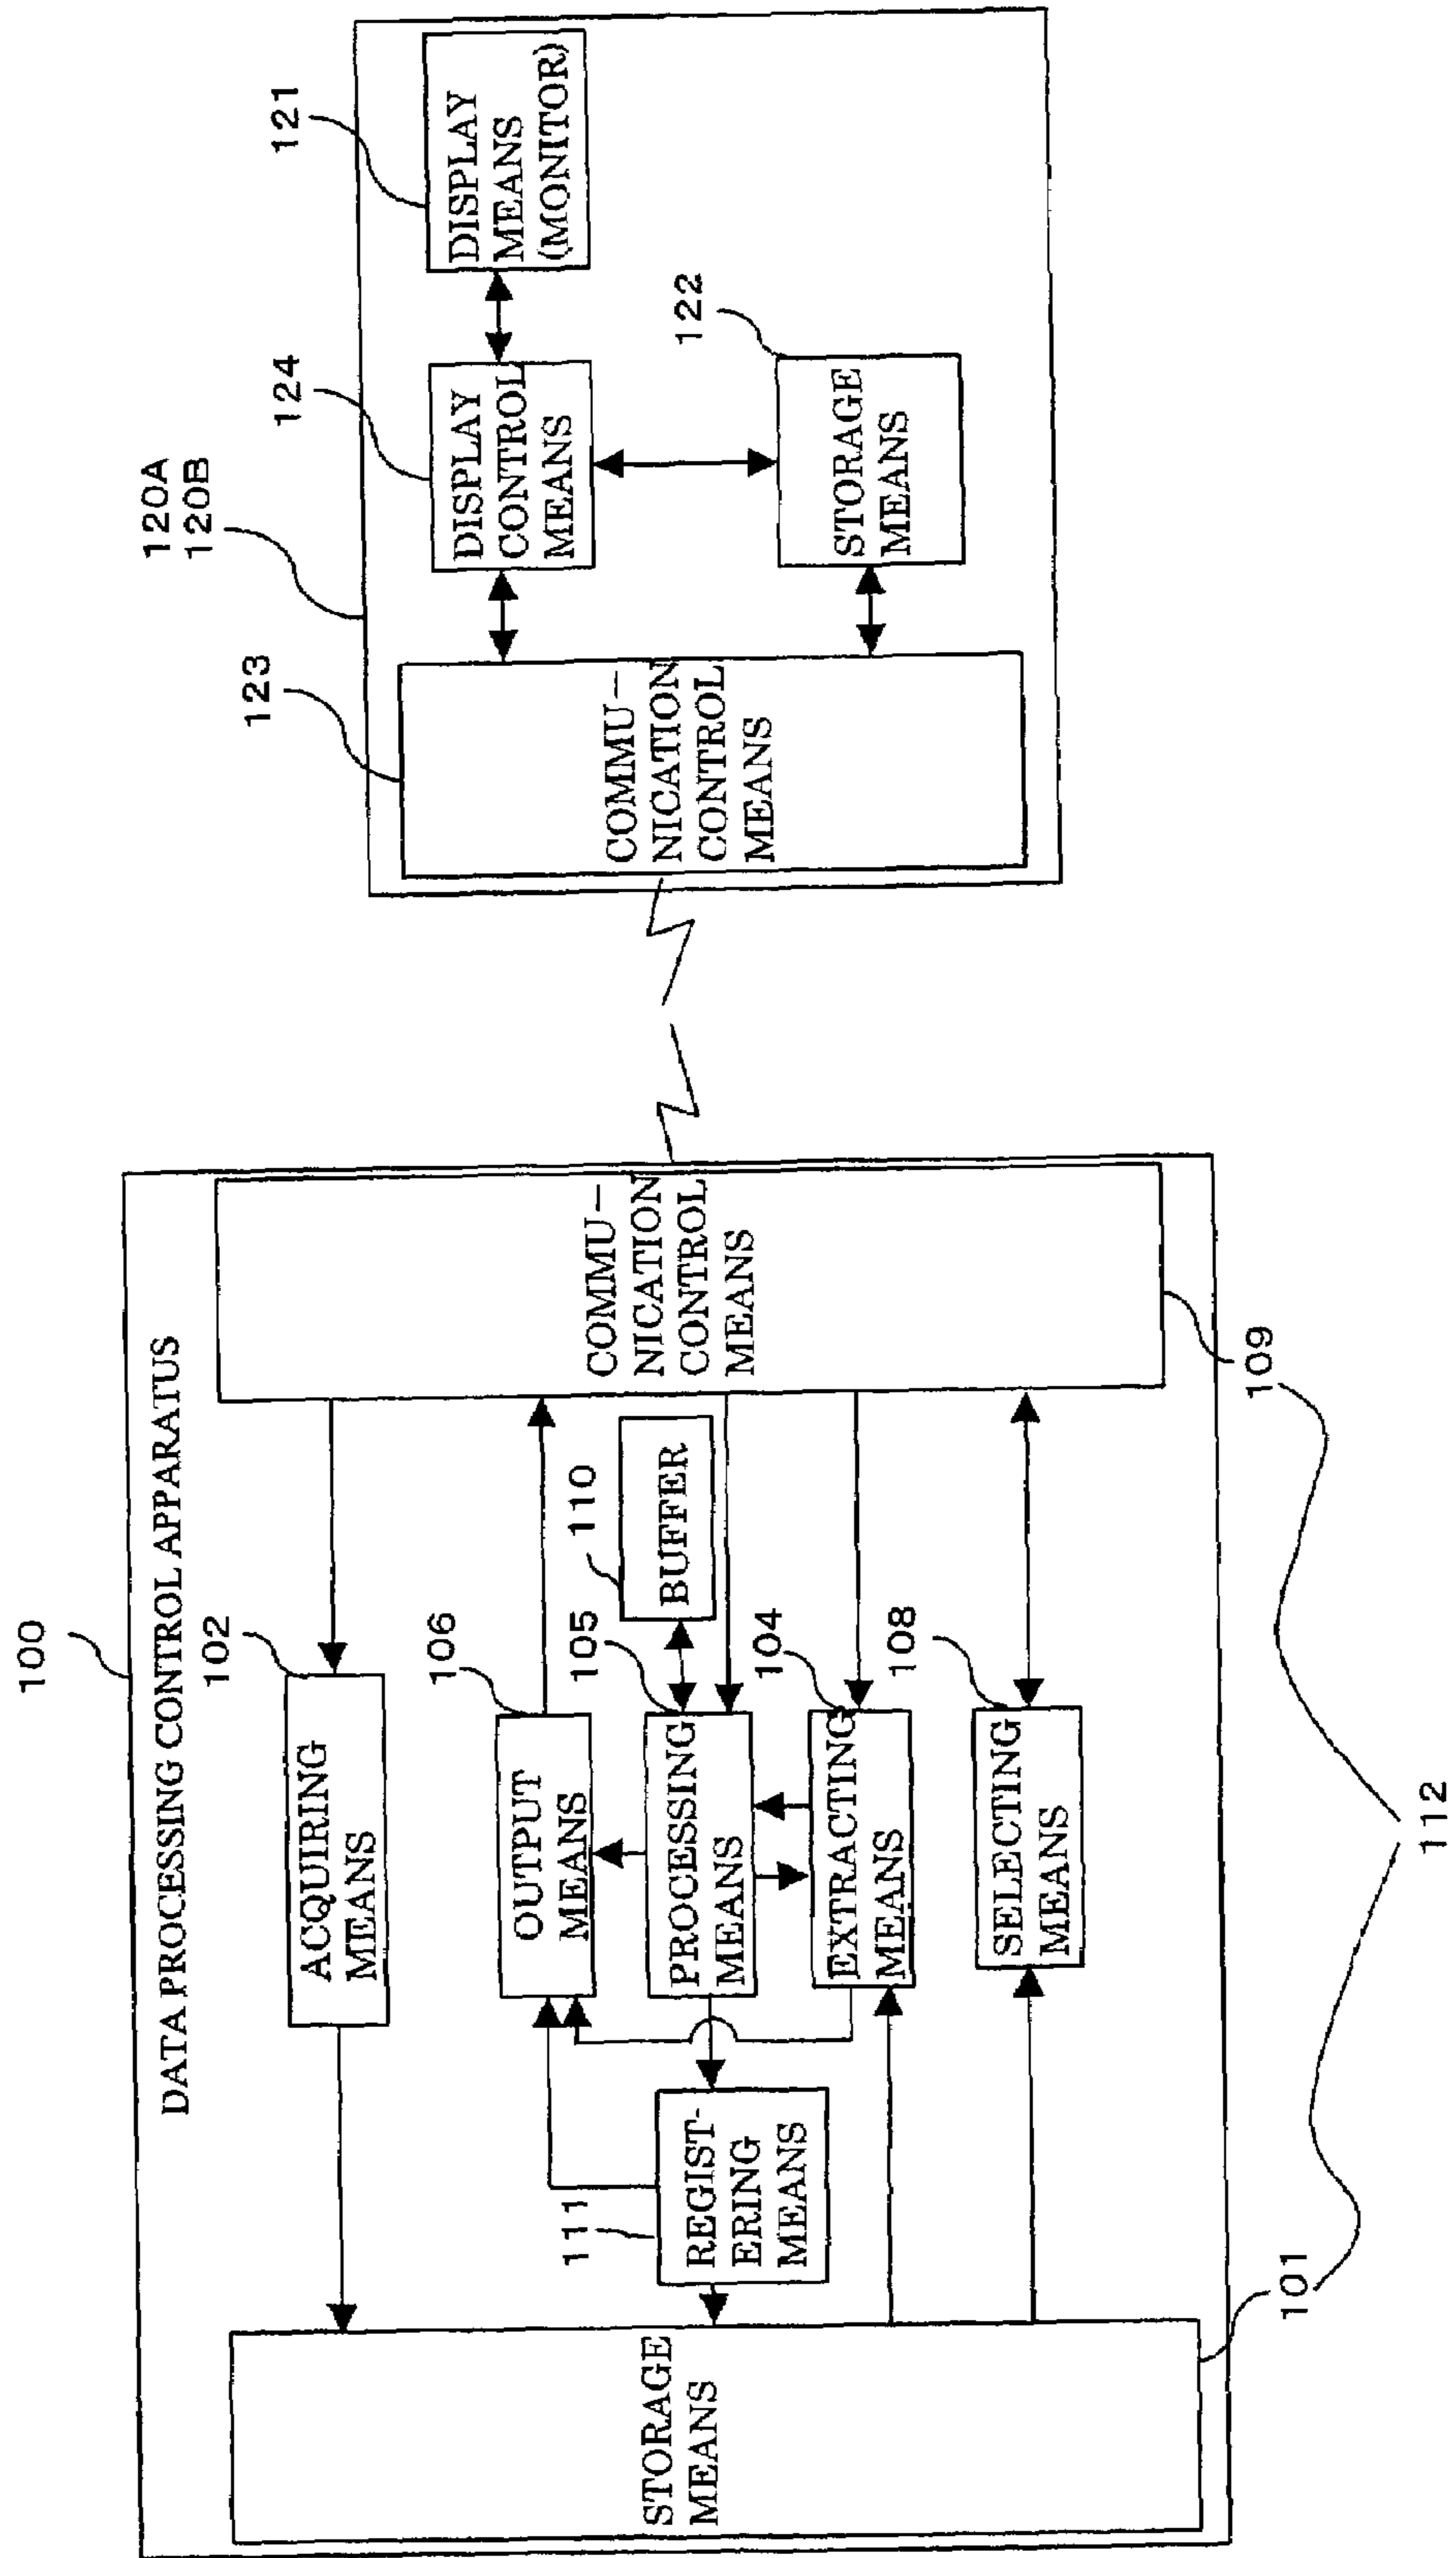 100
DATA PROCESSING CONTROL APPARATUS
102
ACQUIRING
MEANS
106
OUTPUT
MEANS
105
PROCESSING
MEANS
110
BUFFER
104
EXTRACTING
MEANS
108
SELECTING
MEANS
111
REGIST-
ERING
MEANS
STORAGE
MEANS
101
COMMU-
NICATION
CONTROL
MEANS
109
112
120A
120B
123
COMMU-
NICATION
CONTROL
MEANS
124
DISPLAY
CONTROL
MEANS
121
DISPLAY
MEANS
(MONITOR)
122
STORAGE
MEANS